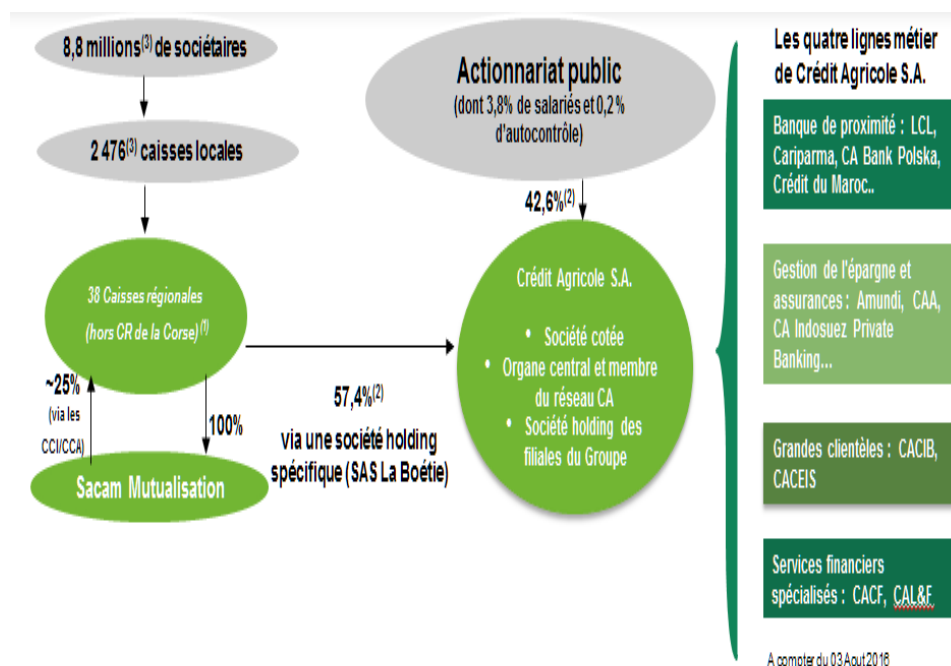 8,8 millions(3) de sociétaires
2 476(3) caisses locales
38 Caisses régionales
(hors CR de la Corse) (1)
~25%
(via les
CCI/CCA)
100%
Sacam Mutualisation
57,4%(2)
via une société holding
spécifique (SAS La Boétie)
Actionnariat public
(dont 3,8% de salariés et 0,2 %
d'autocontrôle)
42,6%(2)
Crédit Agricole S.A.
• Société cotée
• Organe central et membre
du réseau CA
• Société holding des
filiales du Groupe
Les quatre lignes métier
de Crédit Agricole S.A.
Banque de proximité : LCL,
Cariparma, CA Bank Polska,
Crédit du Maroc..
Gestion de l'épargne et
assurances : Amundi, CAA,
CA Indosuez Private
Banking...
Grandes clientèles : CACIB,
CACEIS
Services financiers
spécialisés : CACF, CAL&F
A compter du 03 Aout 2016